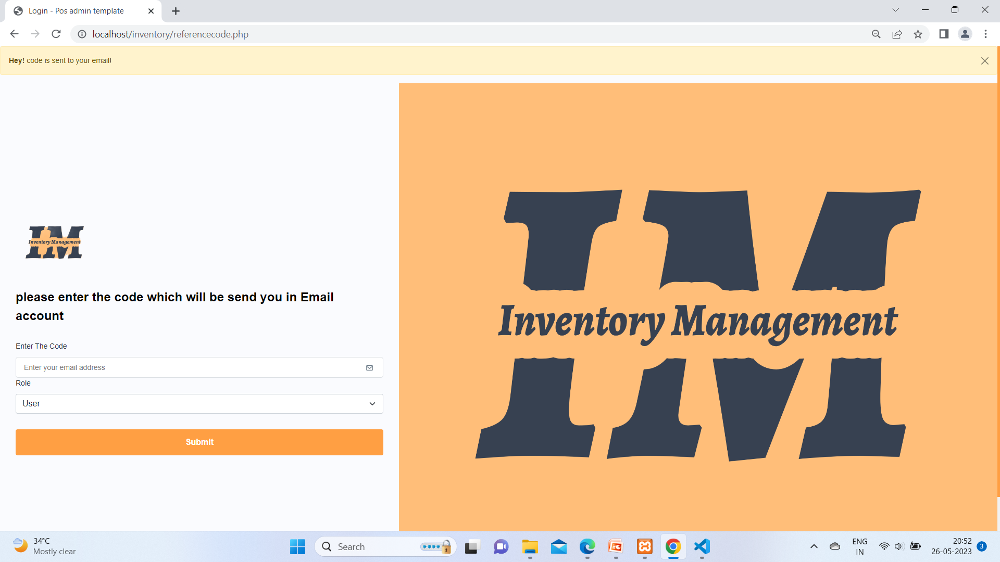 Login - Pos admin template
localhost/inventory/referencecode.php
Hey! code is sent to your email!
Inventory Management
please enter the code which will be send you in Email
account
Enter The Code
Enter your email address
Role
User
Submit
Inventory Management
34°C
Mostly clear
Search
ENG
IN
20:52
26-05-2023
3